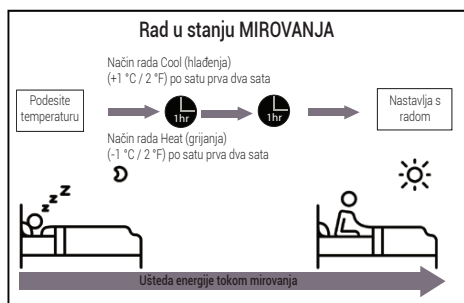 Rad u stanju MIROVANJA
Način rada Cool (hlađenja)
(+1 °C / 2 °F) po satu prva dva sata
Podesite
temperaturu
1hr
1hr
Nastavlja s
radom
Način rada Heat (grijanja)
(-1 °C / 2 °F) po satu prva dva sata
z z z z
Ušteda energije tokom mirovanja